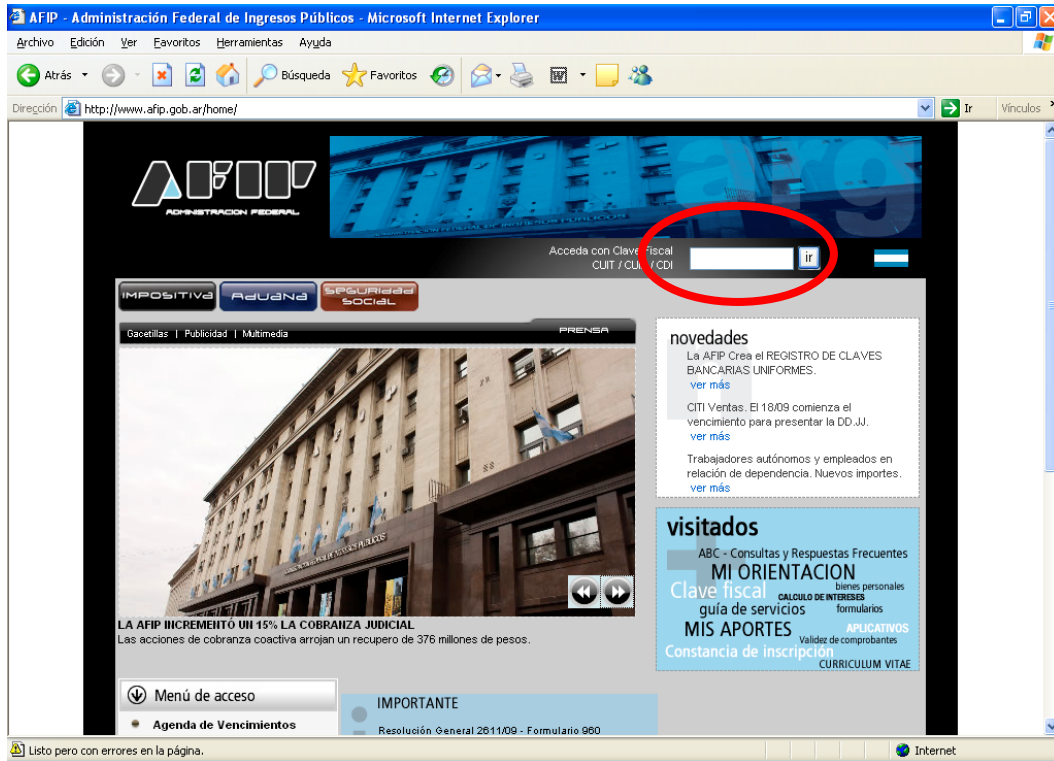 AFIP - Administración Federal de Ingresos Públicos - Microsoft Internet Explorer
Archivo Edición Ver Favoritos Herramientas Ayuda
Atrás Búsqueda Favoritos
Dirección http://www.afip.gob.ar/home/ Ir Vínculos
arg
AFIP
ADMINISTRACION FEDERAL
Acceda con Clave Fiscal
CUIT / CUIL / CDI
ir
IMPOSITIVA ADUANA SEGURIDAD SOCIAL
Gacetillas | Publicidad | Multimedia
PRENSA
LA AFIP INCREMENTÓ UN 15% LA COBRANZA JUDICIAL
Las acciones de cobranza coactiva arrojan un recupero de 376 millones de pesos.
novedades
La AFIP Crea el REGISTRO DE CLAVES
BANCARIAS UNIFORMES.
ver más
CITI Ventas. El 18/09 comienza el
vencimiento para presentar la DD.JJ.
ver más
Trabajadores autónomos y empleados en
relación de dependencia. Nuevos importes.
ver más
visitados
ABC - Consultas y Respuestas Frecuentes
MI ORIENTACION
Clave fiscal
bienes personales
CALCULO DE INTERESES
guía de servicios
formularios
MIS APORTES
APLICATIVOS
Validez de comprobantes
Constancia de inscripción
CURRICULUM VITAE
Menú de acceso
Agenda de Vencimientos
IMPORTANTE
Resolución General 2611/09 - Formulario 960
Listo pero con errores en la página.
Internet